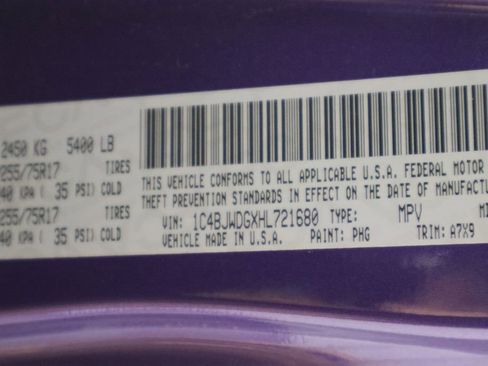 2450 KG 5400 LB
255/75R17 TIRES
40 KPA ( 35 PSI) COLD
255/75R17 TIRES
40 KPA ( 35 PSI) COLD
THIS VEHICLE CONFORMS TO ALL APPLICABLE U.S.A. FEDERAL MOTOR
THEFT PREVENTION STANDARDS IN EFFECT ON THE DATE OF MANUFACTU
VIN: 1C4BJWDGXHL721680 TYPE: MPV
VEHICLE MADE IN U.S.A. PAINT: PHG TRIM: A7X9